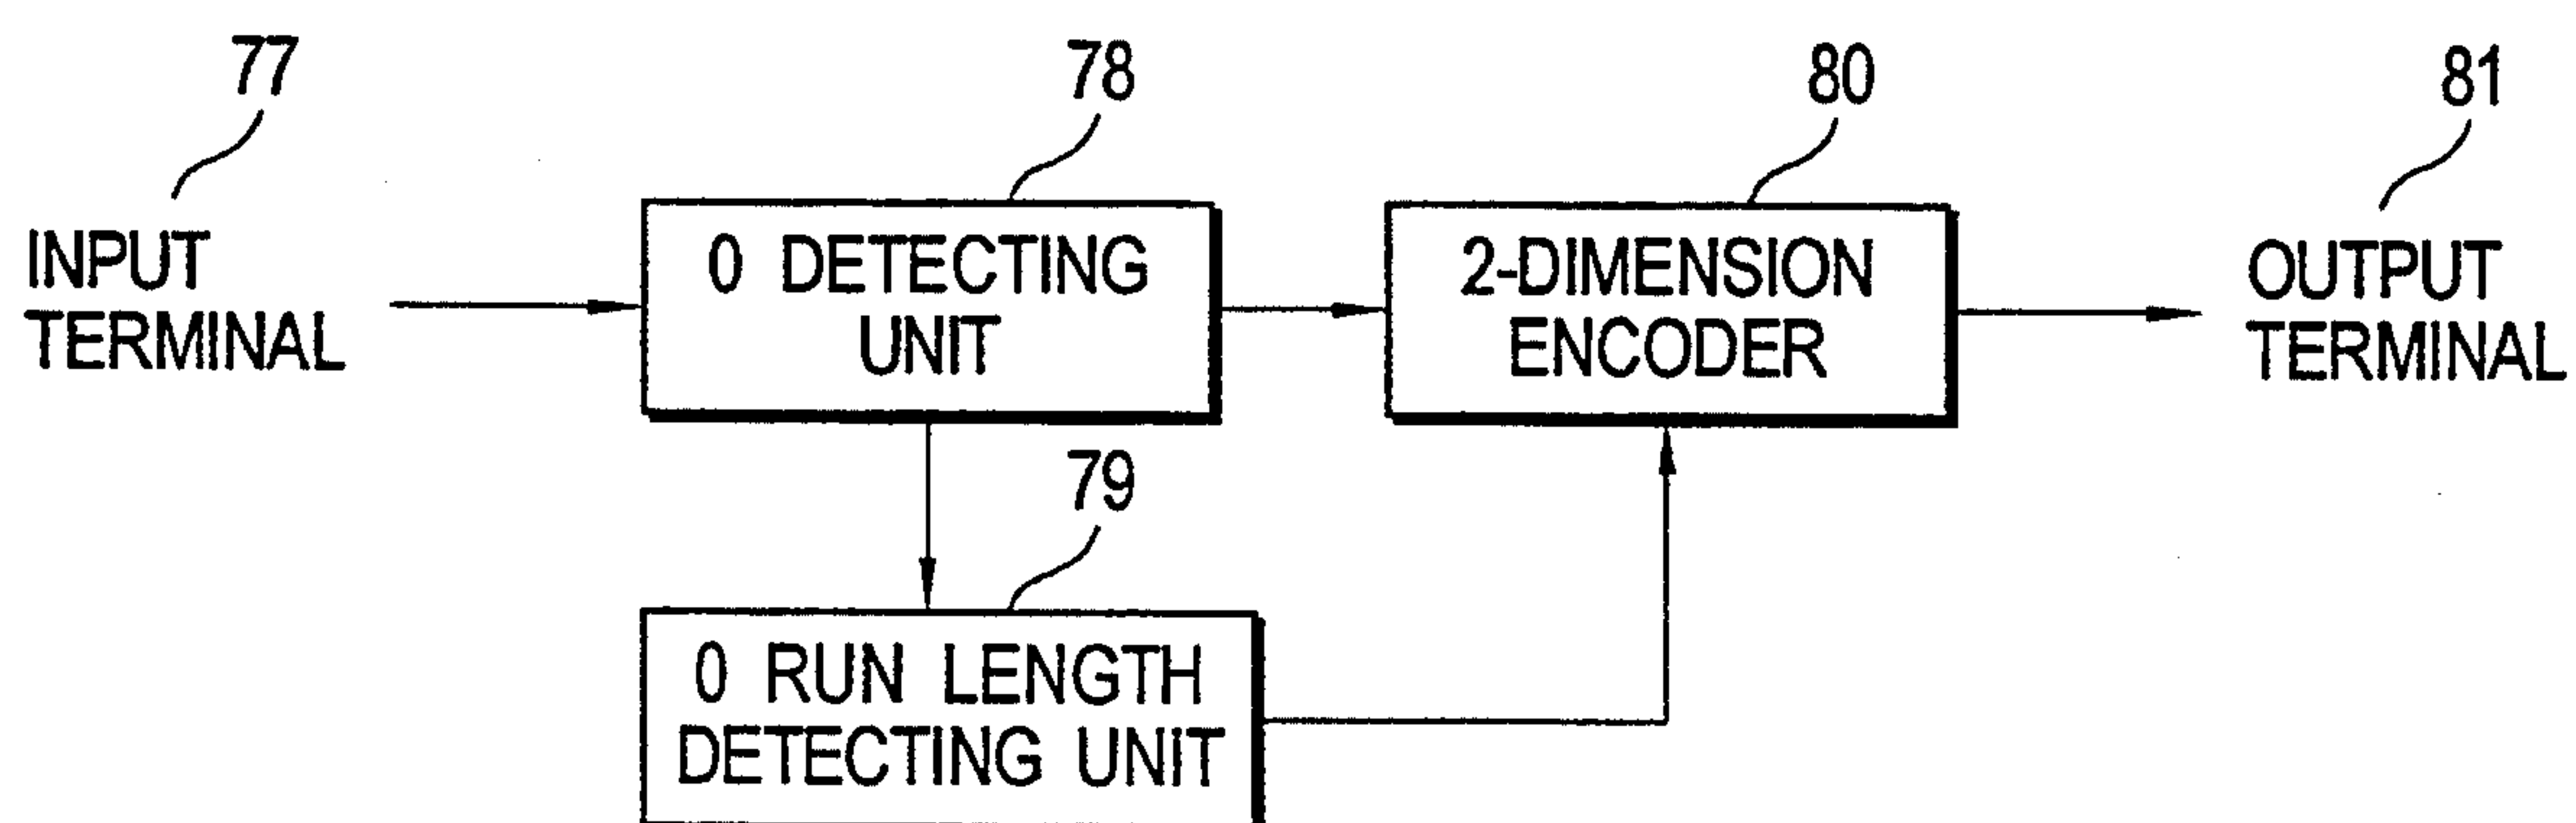 77
78
80
81
INPUT
TERMINAL
0 DETECTING
UNIT
2-DIMENSION
ENCODER
OUTPUT
TERMINAL
79
0 RUN LENGTH
DETECTING UNIT